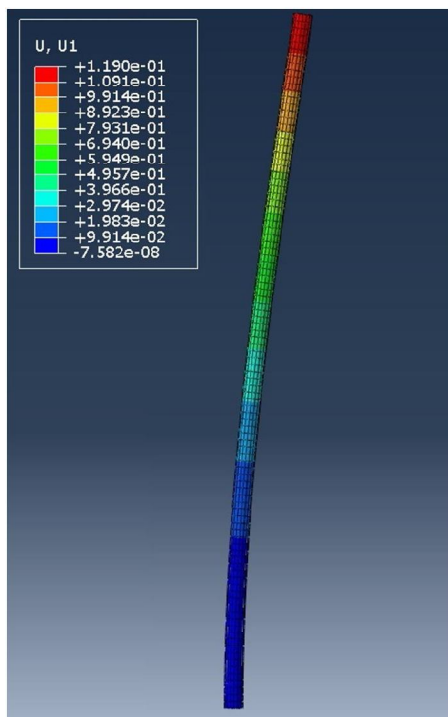 U, U1
+1.190e-01
+1.091e-01
+9.914e-01
+8.923e-01
+7.931e-01
+6.940e-01
+5.949e-01
+4.957e-01
+3.966e-01
+2.974e-02
+1.983e-02
+9.914e-02
-7.582e-08